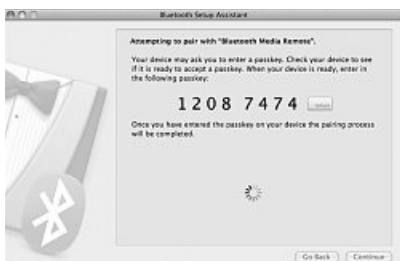 Bluetooth Setup Assistant
Attempting to pair with "Bluetooth Media Remote".
Your device may ask you to enter a passkey. Check your device to see
if it is ready to accept a passkey. When your device is ready, enter in
the following passkey:
1208 7474
Once you have entered the passkey on your device the pairing process
will be completed.
Go Back
Continue